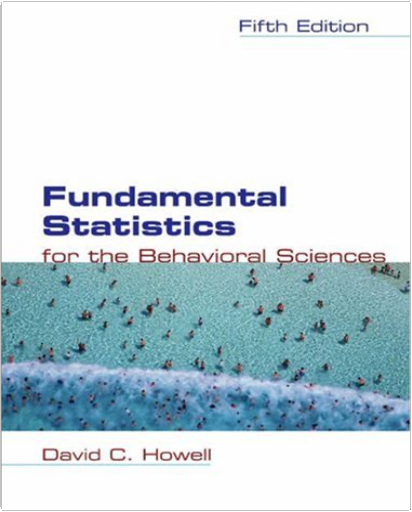 Fifth Edition
Fundamental
Statistics
for the Behavioral Sciences
David C. Howell